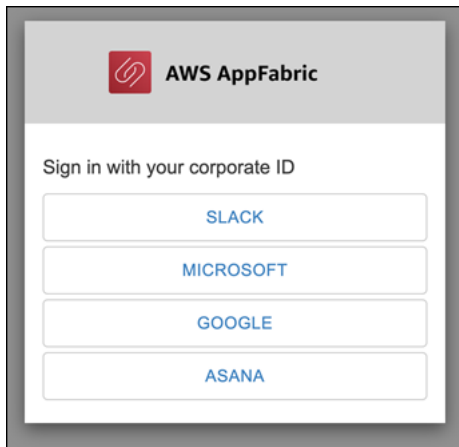 AWS AppFabric
Sign in with your corporate ID
SLACK
MICROSOFT
GOOGLE
ASANA